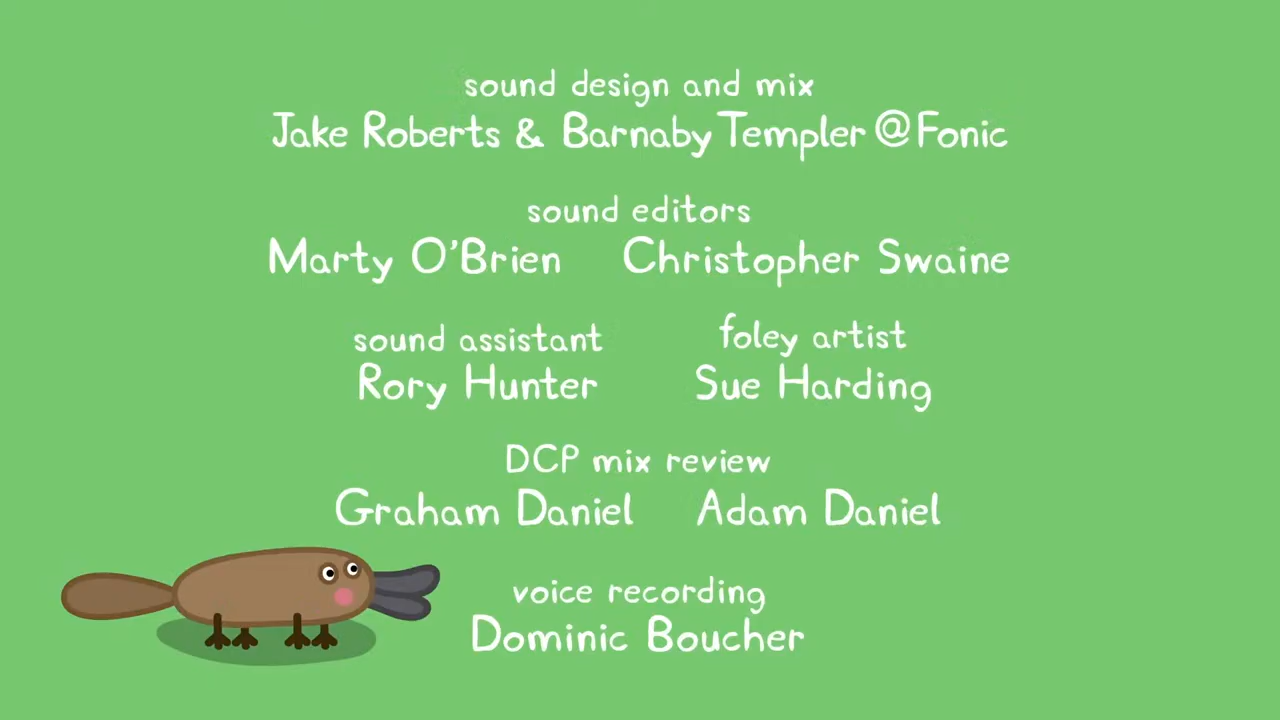 sound design and mix
Jake Roberts & Barnaby Templer @ Fonic
sound editors
Marty O'Brien Christopher Swaine
sound assistant foley artist
Rory Hunter Sue Harding
DCP mix review
Graham Daniel Adam Daniel
voice recording
Dominic Boucher